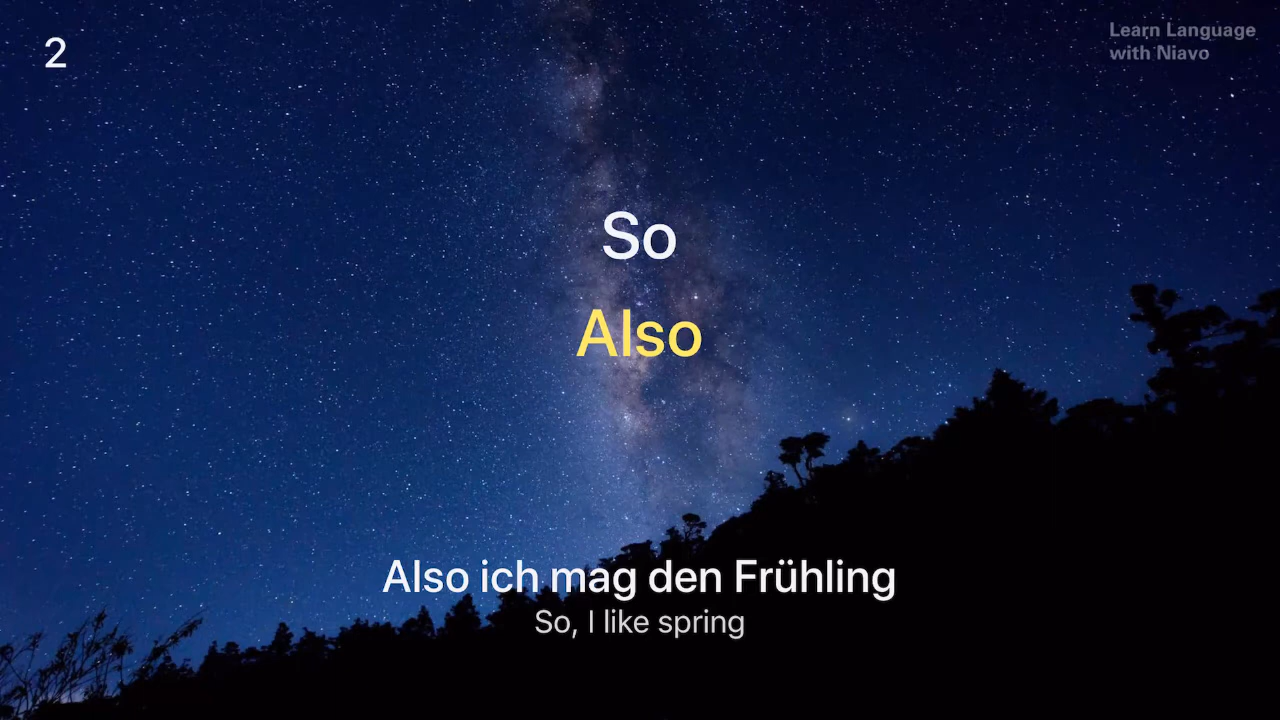 2
Learn Language
with Niavo
So
Also
Also ich mag den Frühling
So, I like spring